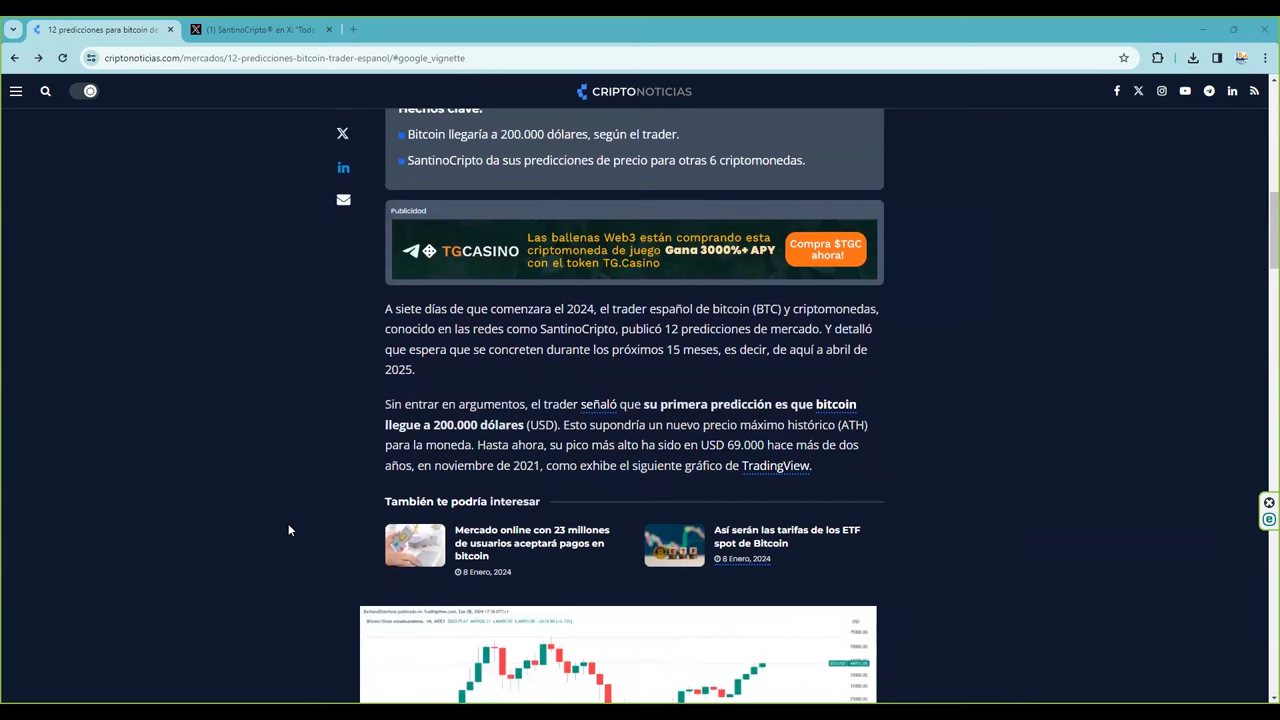 12 predicciones para bitcoin de
(1) SantinoCripto® en X: "Todo
criptonoticias.com/mercados/12-predicciones-bitcoin-trader-espanol/#google_vignette
CRIPTONOTICIAS
Hechos clave:
Bitcoin llegaría a 200.000 dólares, según el trader.
SantinoCripto da sus predicciones de precio para otras 6 criptomonedas.
Publicidad
TGCASINO
Las ballenas Web3 están comprando esta
criptomoneda de juego Gana 3000%+ APY
con el token TG.Casino
Compra $TGC
ahora!
A siete días de que comenzara el 2024, el trader español de bitcoin (BTC) y criptomonedas,
conocido en las redes como SantinoCripto, publicó 12 predicciones de mercado. Y detalló
que espera que se concreten durante los próximos 15 meses, es decir, de aquí a abril de
2025.
Sin entrar en argumentos, el trader señaló que su primera predicción es que bitcoin
llegue a 200.000 dólares (USD). Esto supondría un nuevo precio máximo histórico (ATH)
para la moneda. Hasta ahora, su pico más alto ha sido en USD 69.000 hace más de dos
años, en noviembre de 2021, como exhibe el siguiente gráfico de TradingView.
También te podría interesar
Mercado online con 23 millones
de usuarios aceptará pagos en
bitcoin
8 Enero, 2024
Así serán las tarifas de los ETF
spot de Bitcoin
8 Enero, 2024
USD